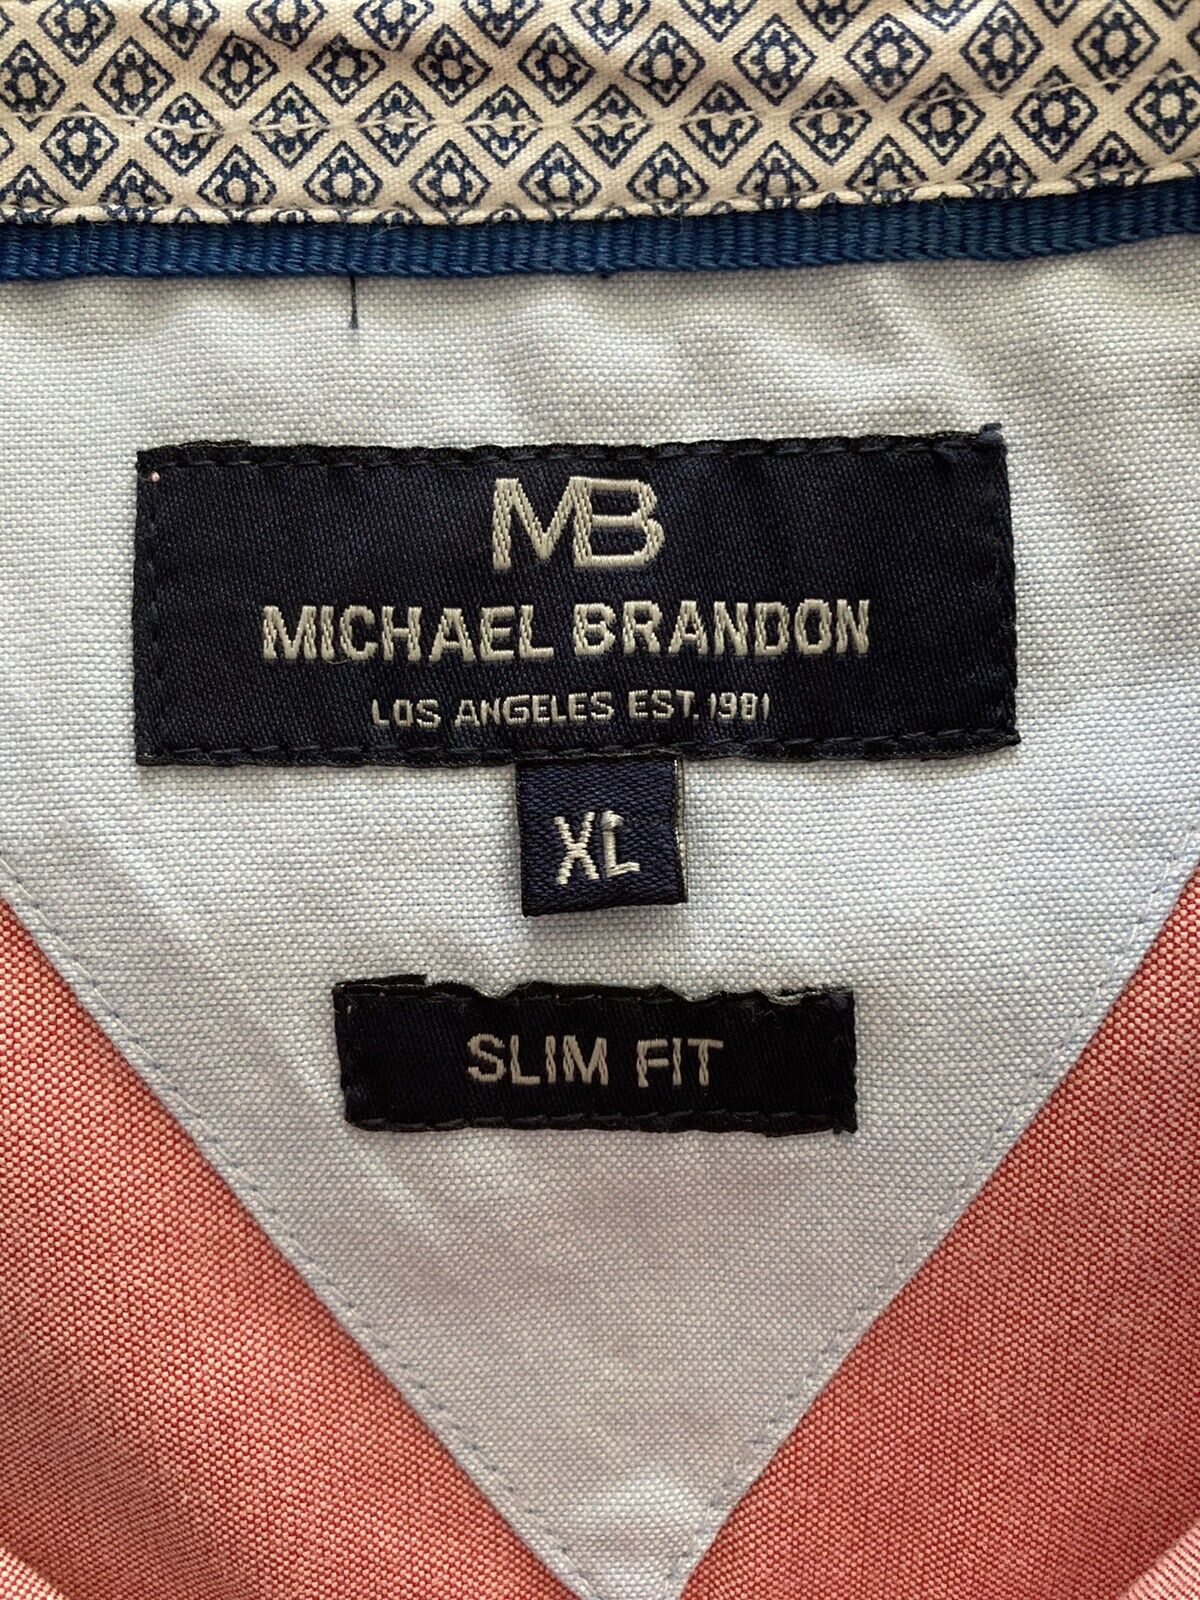 MB
MICHAEL BRANDON
LOS ANGELES EST. 1981
XL
SLIM FIT